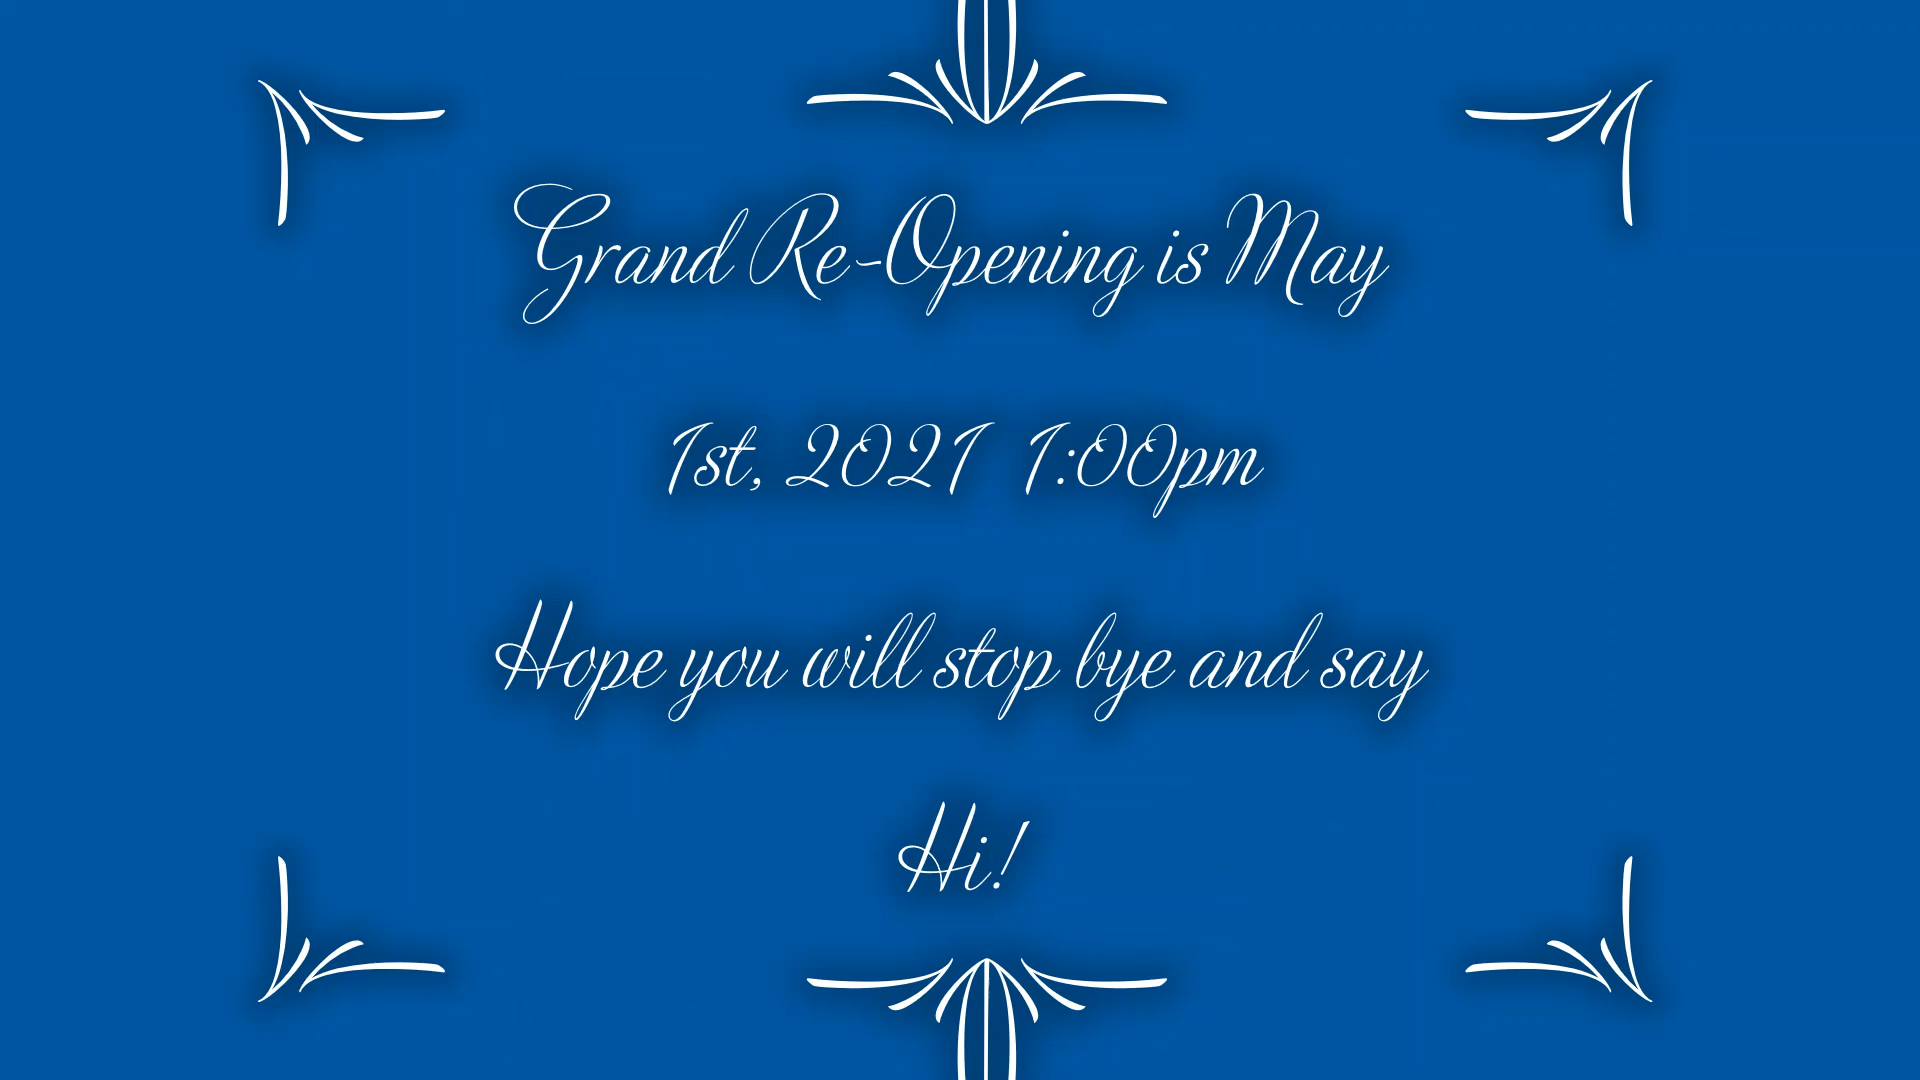 Grand Re-Opening is May
1st, 2021 1:00pm
Hope you will stop bye and say
Hi!